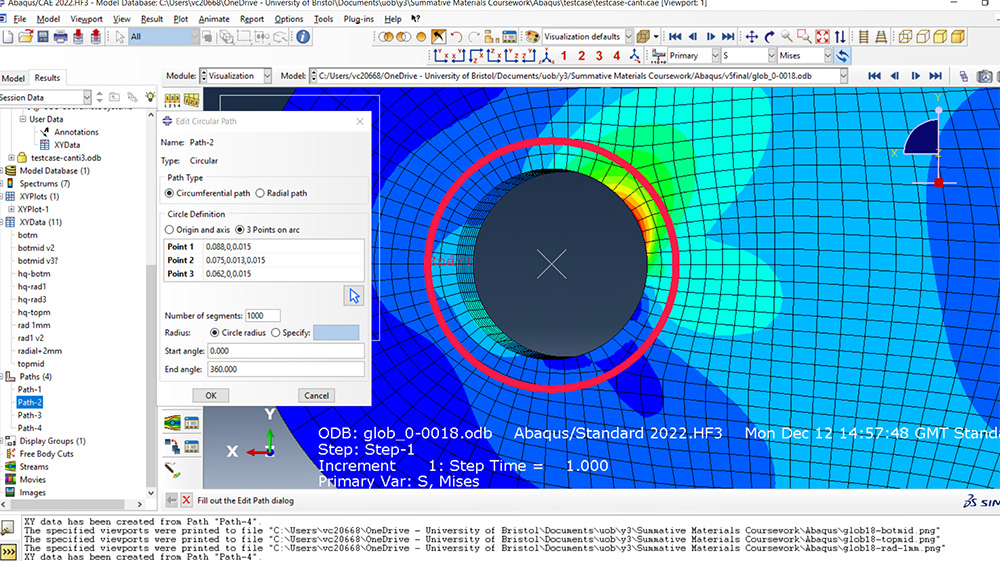 Abaqus/CAE 2022.HF3 - Model Database: C:\Users\vc20668\OneDrive - University of Bristol\Documents\uob\y3\Summative Materials Coursework\Abaqus\testcase\testcase-canti.cae [Viewport: 1]
File Model Viewport View Result Plot Animate Report Options Tools Plug-ins Help
All Visualization defaults
1 2 3 4 Primary S Mises
Model Results Module: Visualization Model: C:/Users/vc20668/OneDrive - University of Bristol/Documents/uob/y3/Summative Materials Coursework/Abaqus/v5final/glob_0-0018.odb
Session Data
User Data
Annotations
XYData
testcase-canti3.odb
Model Database (1)
Spectrums (7)
XYPlots (1)
XYPlot-1
XYData (11)
botm
botmid v2
botmid v3?
hq-botm
hq-rad1
hq-rad3
hq-topm
rad 1mm
rad1 v2
radial+2mm
topmid
Paths (4)
Path-1
Path-2
Path-3
Path-4
Display Groups (1)
Free Body Cuts
Streams
Movies
Images
Edit Circular Path
Name: Path-2
Type: Circular
Path Type
Circumferential path Radial path
Circle Definition
Origin and axis 3 Points on arc
Point 1 0.088,0,0.015
Point 2 0.075,0.013,0.015
Point 3 0.062,0,0.015
Number of segments: 1000
Radius: Circle radius Specify:
Start angle: 0.000
End angle: 360.000
OK Cancel
Y
X
Z
Y
X
ODB: glob_0-0018.odb Abaqus/Standard 2022.HF3 Mon Dec 12 14:57:48 GMT Standa
Step: Step-1
Increment 1: Step Time = 1.000
Primary Var: S, Mises
Fill out the Edit Path dialog
SIMULIA
XY data has been created from Path "Path-4".
The specified viewports were printed to file "C:\Users\vc20668\OneDrive - University of Bristol\Documents\uob\y3\Summative Materials Coursework\Abaqus\glob18-botmid.png"
The specified viewports were printed to file "C:\Users\vc20668\OneDrive - University of Bristol\Documents\uob\y3\Summative Materials Coursework\Abaqus\glob18-topmid.png"
The specified viewports were printed to file "C:\Users\vc20668\OneDrive - University of Bristol\Documents\uob\y3\Summative Materials Coursework\Abaqus\glob18-rad-1mm.png"
XY data has been created from Path "Path-4".